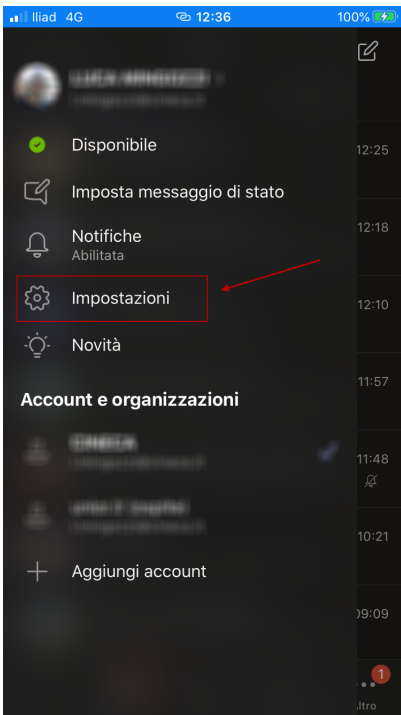 Iliad 4G 12:36 100%
Disponibile
12:25
Imposta messaggio di stato
12:18
Notifiche
Abilitata
Impostazioni
12:10
Novità
11:57
Account e organizzazioni
CINECA
11:48
10:21
Aggiungi account
09:09
1